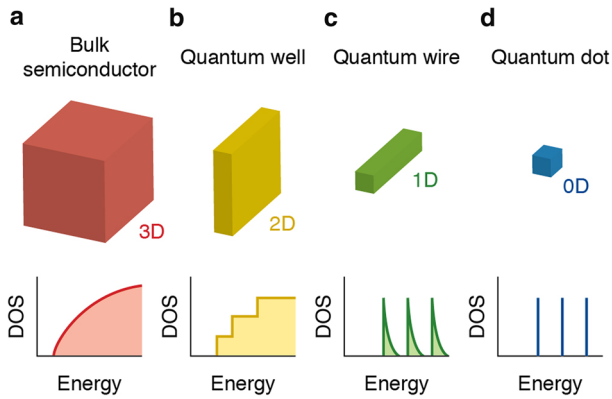 a
Bulk
semiconductor
3D
DOS
Energy
b
Quantum well
2D
DOS
Energy
c
Quantum wire
1D
DOS
Energy
d
Quantum dot
0D
DOS
Energy